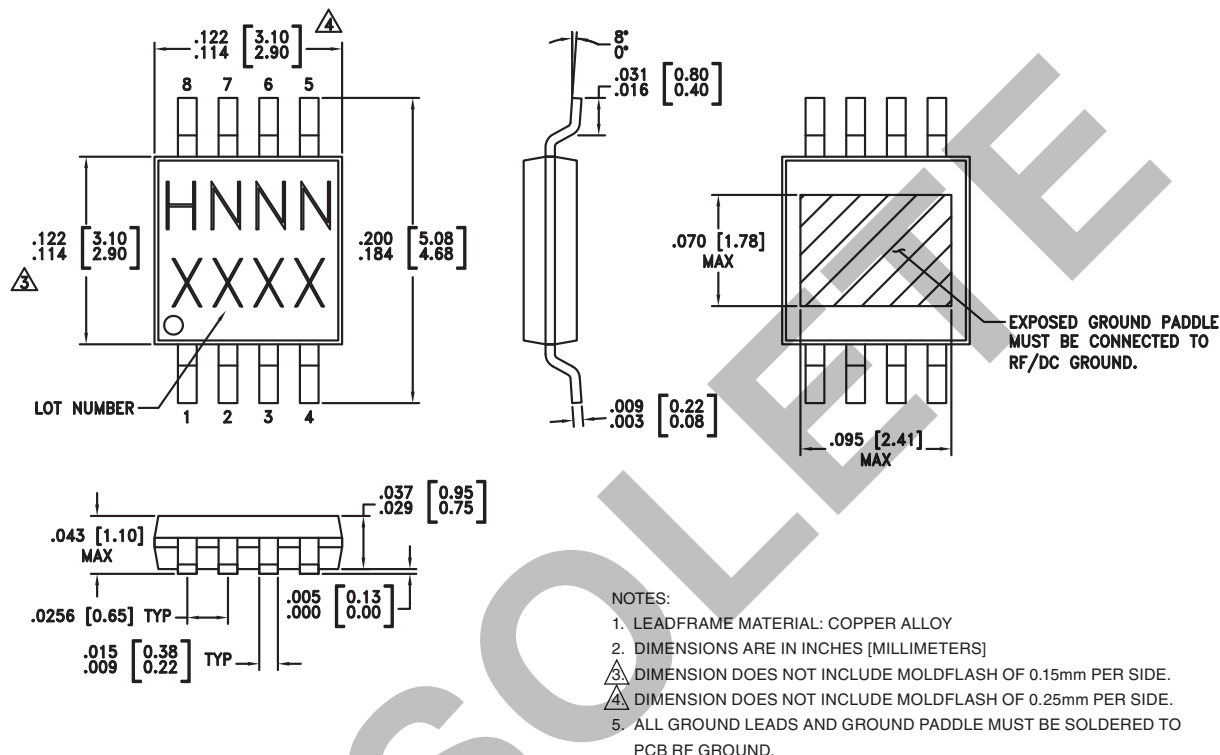 .122 [3.10]
.114 [2.90]
4
8 7 6 5
HNNN
XXXX
.122 [3.10]
.114 [2.90]
3
.200 [5.08]
.184 [4.68]
LOT NUMBER
1 2 3 4
8°
0°
.031 [0.80]
.016 [0.40]
.009 [0.22]
.003 [0.08]
.070 [1.78]
MAX
EXPOSED GROUND PADDLE
MUST BE CONNECTED TO
RF/DC GROUND.
.095 [2.41]
MAX
.037 [0.95]
.029 [0.75]
.043 [1.10]
MAX
.0256 [0.65] TYP
.005 [0.13]
.000 [0.00]
.015 [0.38]
.009 [0.22]
TYP
NOTES:
1. LEADFRAME MATERIAL: COPPER ALLOY
2. DIMENSIONS ARE IN INCHES [MILLIMETERS]
3. DIMENSION DOES NOT INCLUDE MOLDFLASH OF 0.15mm PER SIDE.
4. DIMENSION DOES NOT INCLUDE MOLDFLASH OF 0.25mm PER SIDE.
5. ALL GROUND LEADS AND GROUND PADDLE MUST BE SOLDERED TO
PCB RF GROUND.
SOLETE